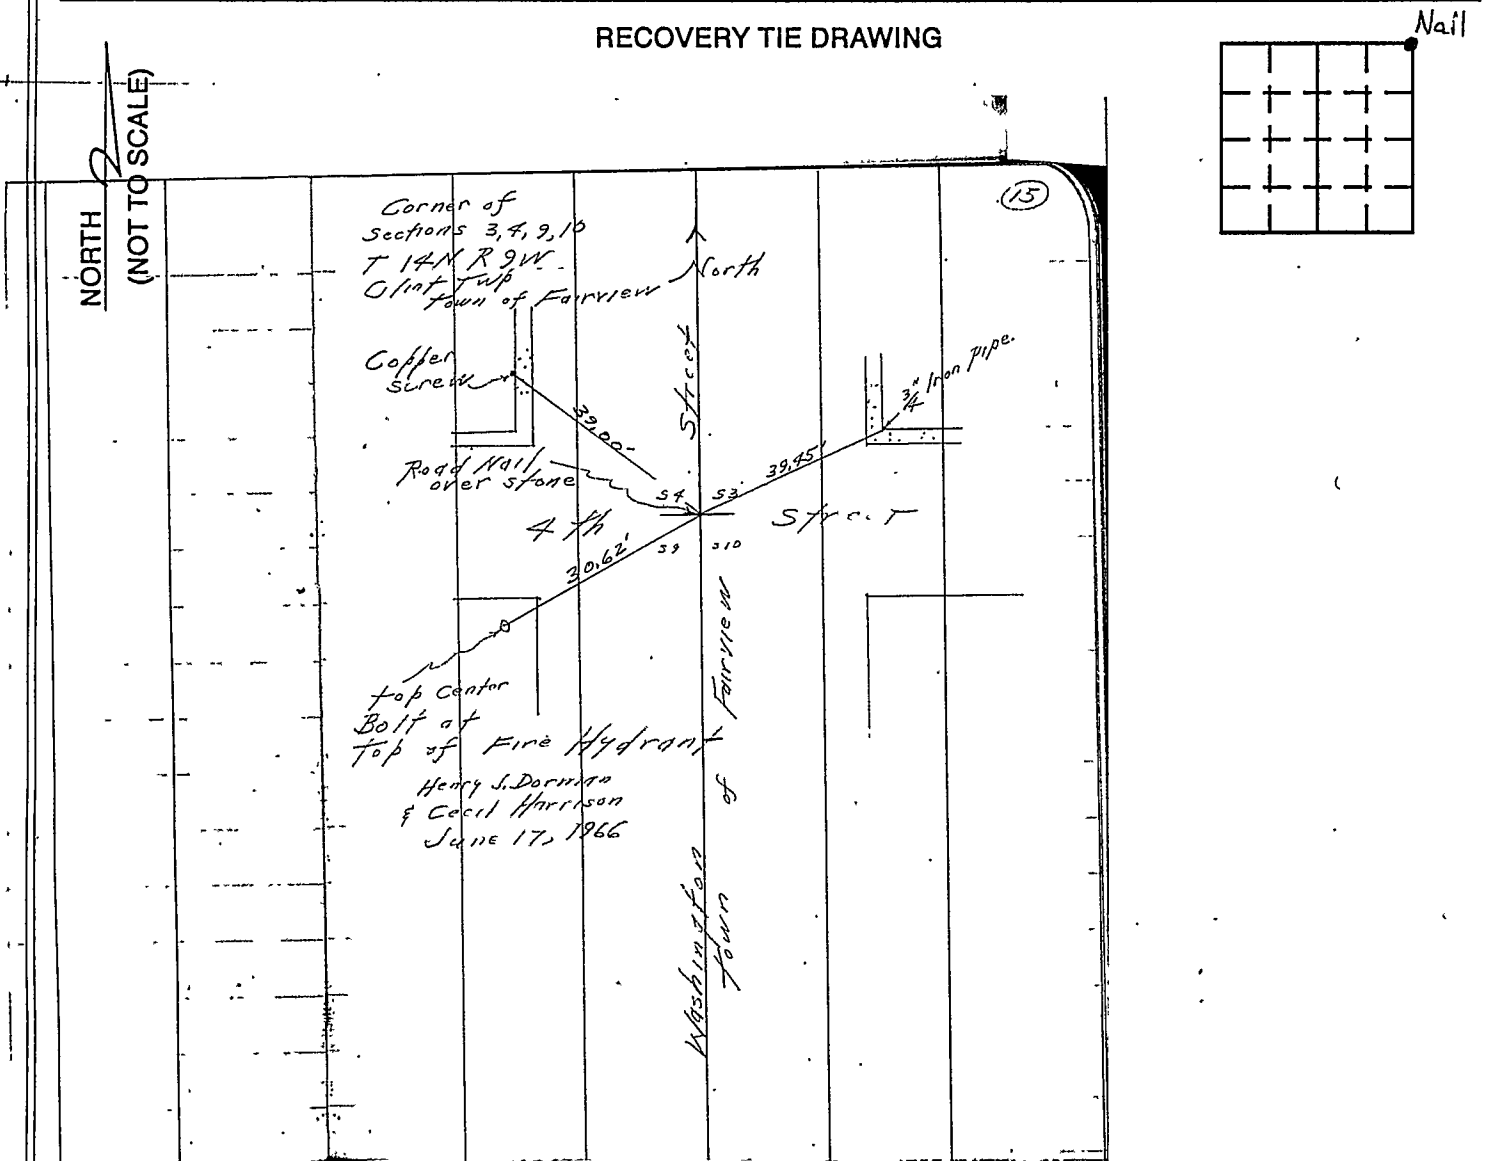 RECOVERY TIE DRAWING
Nail
NORTH
(NOT TO SCALE)
15
Corner of
Sections 3, 4, 9, 10
T 14N R 9W
Clint Twp
Town of Fairview
North
Copper
screw
39.00
Street
3/4" Iron pipe.
39.45'
Road Nail
over stone
S4 S3
4th Street
S9 S10
30.62'
top center
Bolt at
Top of Fire Hydrant
Henry S. Dorman
& Cecil Harrison
June 17, 1966
Washington
Town of Fairview